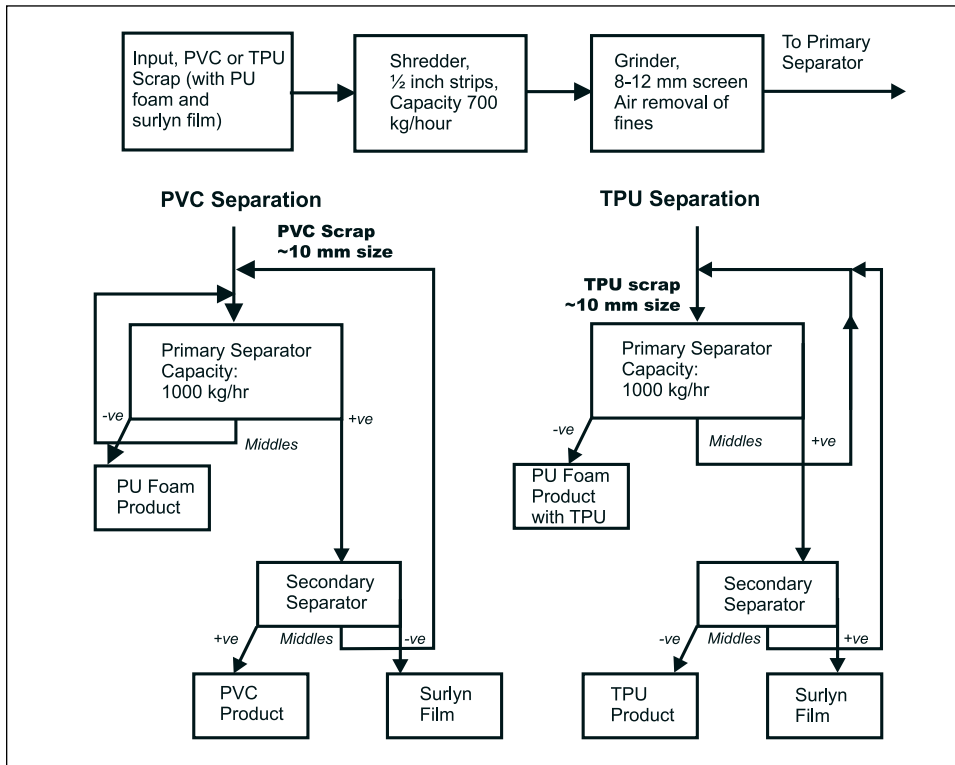 Input, PVC or TPU
Scrap (with PU
foam and
surlyn film)
Shredder,
½ inch strips,
Capacity 700
kg/hour
Grinder,
8-12 mm screen
Air removal of
fines
To Primary
Separator
PVC Separation
PVC Scrap
~10 mm size
Primary Separator
Capacity:
1000 kg/hr
-ve
+ve
Middles
PU Foam
Product
Secondary
Separator
+ve
Middles
-ve
PVC
Product
Surlyn
Film
TPU Separation
TPU scrap
~10 mm size
Primary Separator
Capacity:
1000 kg/hr
-ve
Middles
+ve
PU Foam
Product
with TPU
Secondary
Separator
-ve
Middles
+ve
TPU
Product
Surlyn
Film